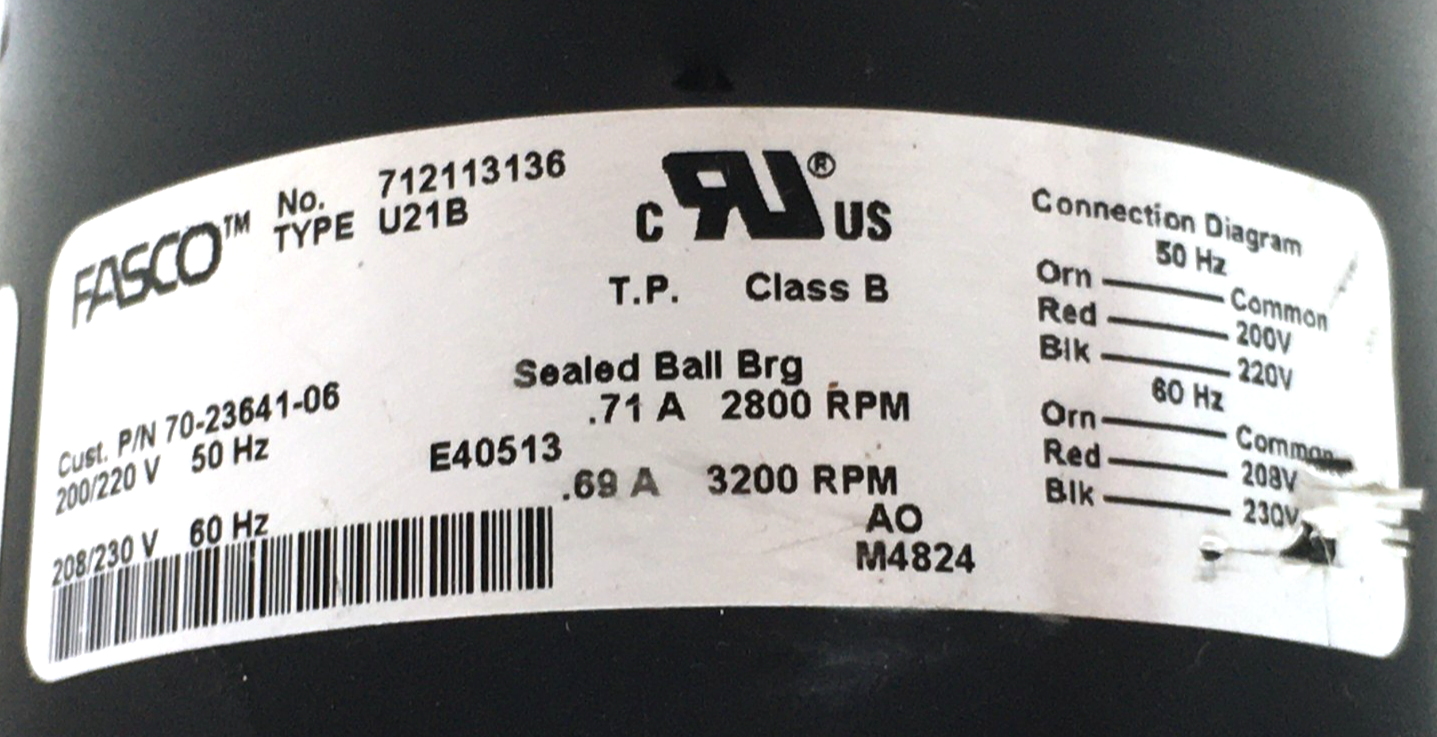 FASCO™
No. 712113136
TYPE U21B
C RU® US
T.P. Class B
Sealed Ball Brg
Cust. P/N 70-23641-06
200/220 V 50 Hz
.71 A 2800 RPM
E40513
208/230 V 60 Hz
.69 A 3200 RPM
AO
M4824
Connection Diagram
50 Hz
Orn Common
Red 200V
Blk 220V
60 Hz
Orn Common
Red 208V
Blk 230V